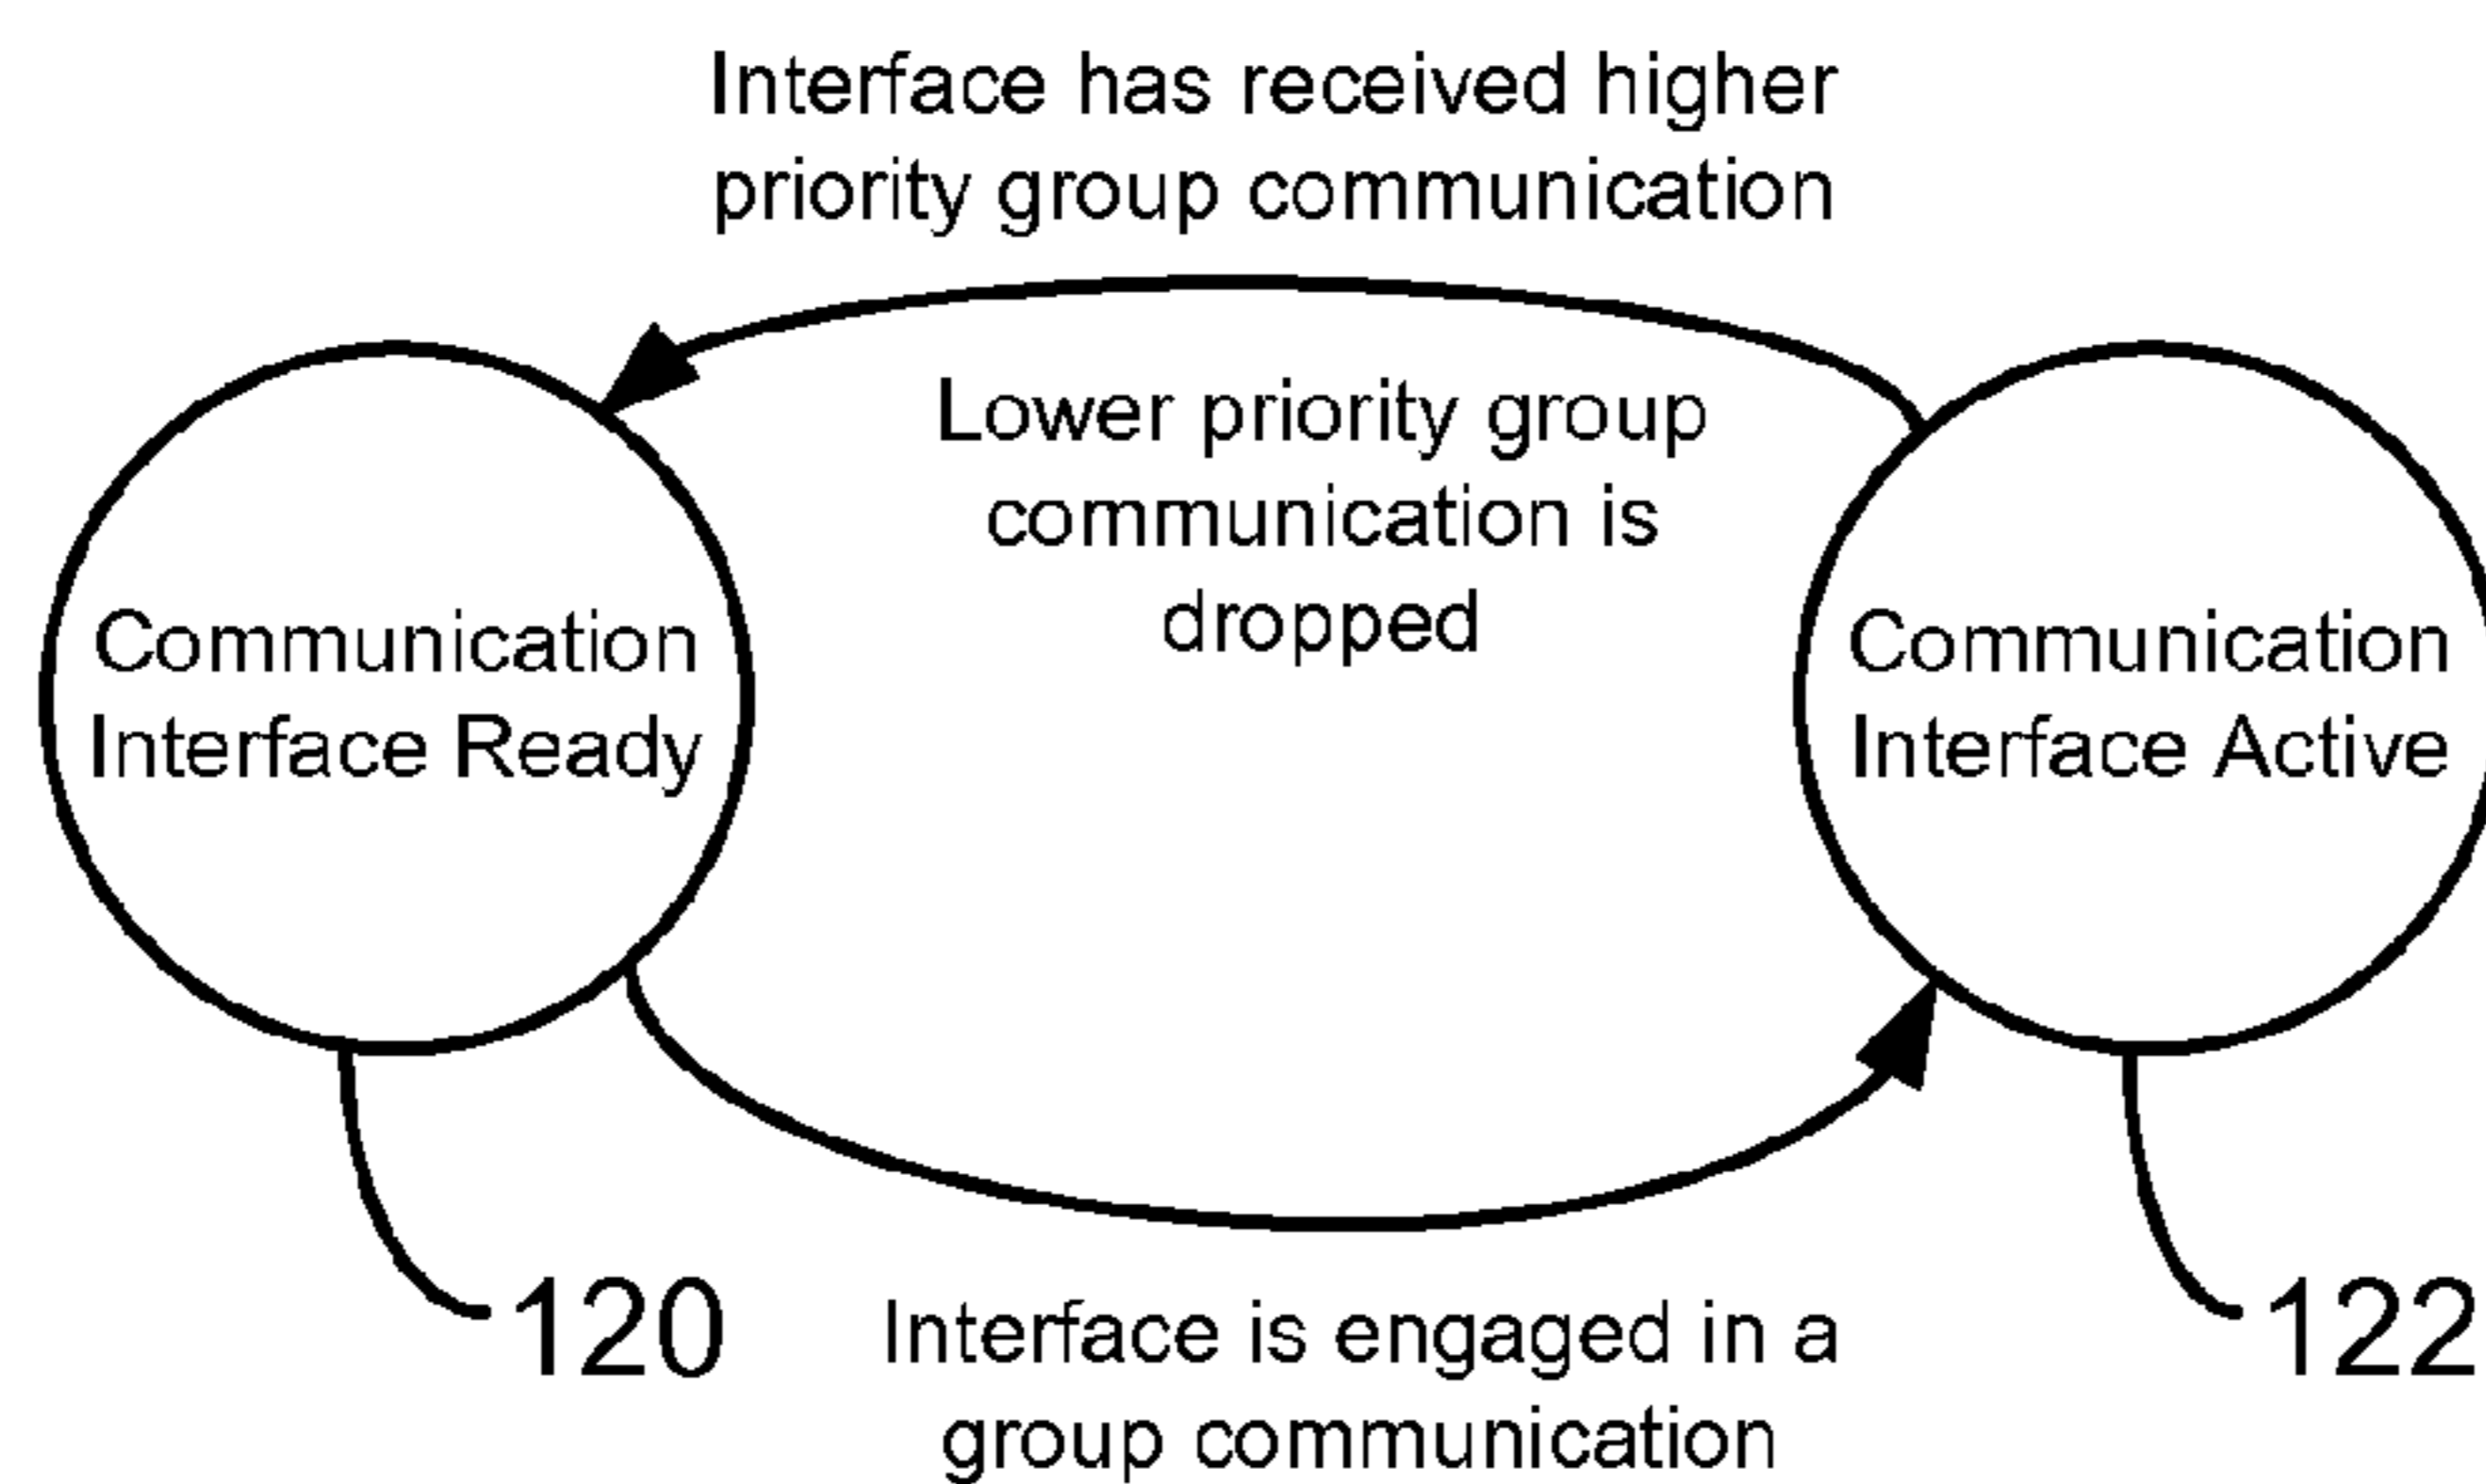 Interface has received higher
priority group communication
Lower priority group
communication is
dropped
Communication
Interface Ready
Communication
Interface Active
120
122
Interface is engaged in a
group communication